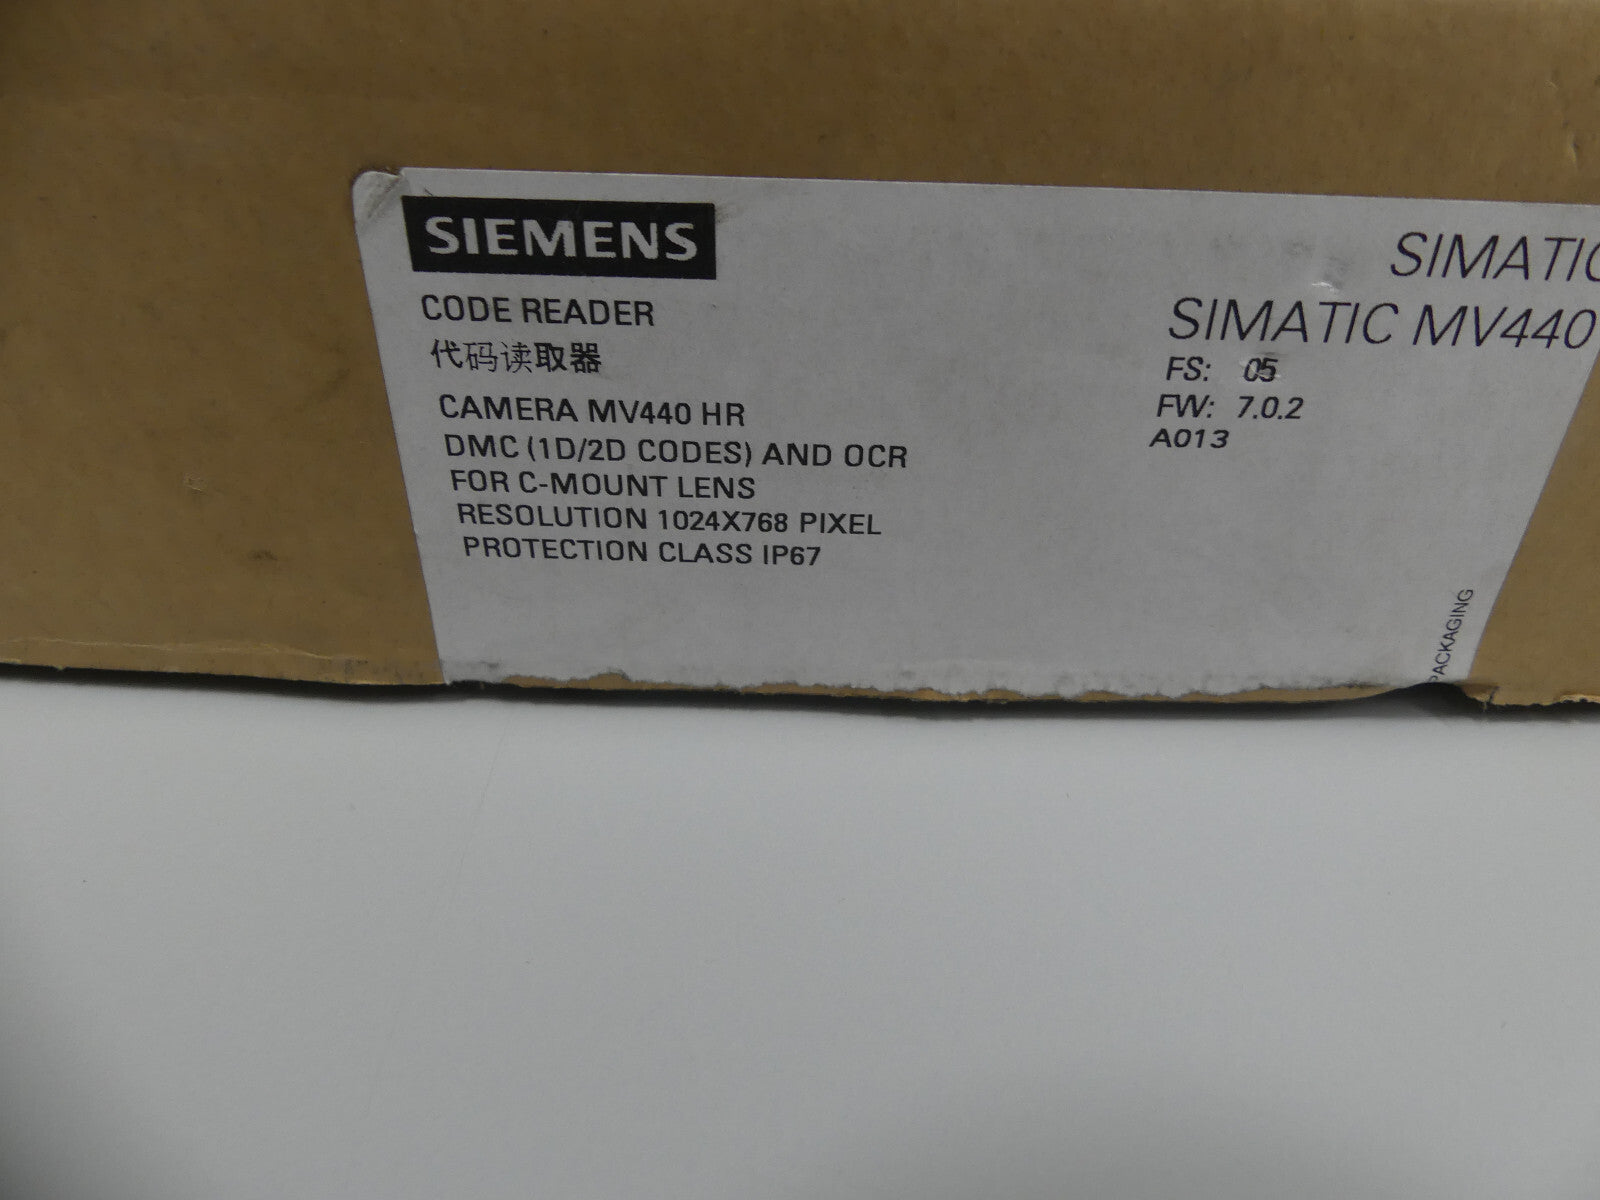 SIEMENS
CODE READER
代码读取器
CAMERA MV440 HR
DMC (1D/2D CODES) AND OCR
FOR C-MOUNT LENS
RESOLUTION 1024X768 PIXEL
PROTECTION CLASS IP67
SIMATIC
SIMATIC MV440
FS: 05
FW: 7.0.2
A013
PACKAGING